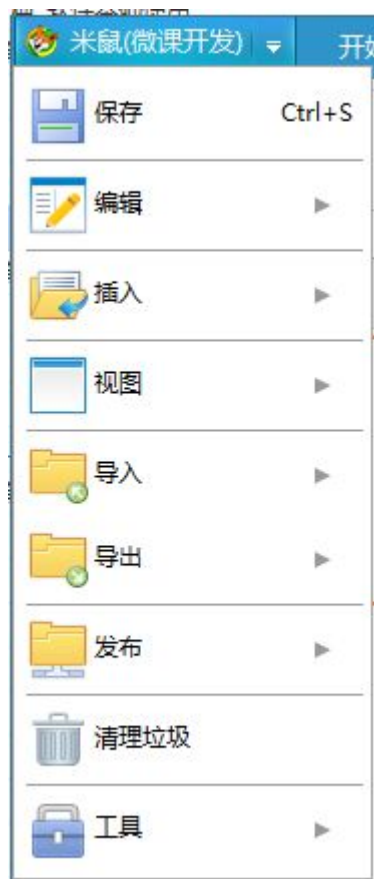 米鼠(微课开发)
开始
保存 Ctrl+S
编辑
插入
视图
导入
导出
发布
清理垃圾
工具